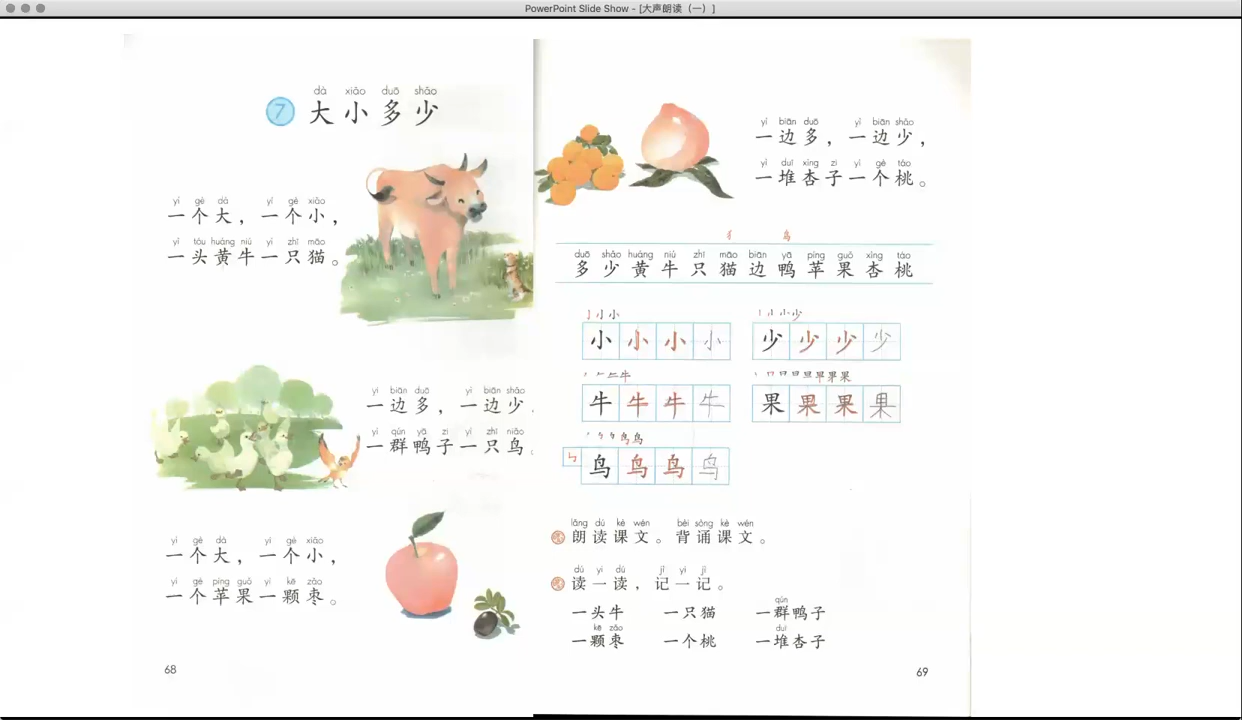 PowerPoint Slide Show - [大声朗读（一）]
dà xiǎo duō shǎo
7 大小多少
yí gè dà yí gè xiǎo
一个大，一个小，
yì tóu huáng niú yì zhī māo
一头黄牛一只猫。
yì biān duō yì biān shǎo
一边多，一边少
yì qún yā zi yì zhī niǎo
一群鸭子一只鸟。
yí gè dà yí gè xiǎo
一个大，一个小，
yí gè píng guǒ yì kē zǎo
一个苹果一颗枣。
68
yì biān duō yì biān shǎo
一边多，一边少，
yì duī xìng zi yí gè táo
一堆杏子一个桃。
犭 鸟
duō shǎo huáng niú zhī māo biān yā píng guǒ xìng táo
多少黄牛只猫边鸭苹果杏桃
小小小小 少少少少
牛牛牛牛 果果果果
鸟鸟鸟鸟
lǎng dú kè wén bèi sòng kè wén
朗读课文。背诵课文。
dú yi dú jì yi jì
读一读，记一记。
qún
一头牛 一只猫 一群鸭子
kē zǎo duī
一颗枣 一个桃 一堆杏子
69